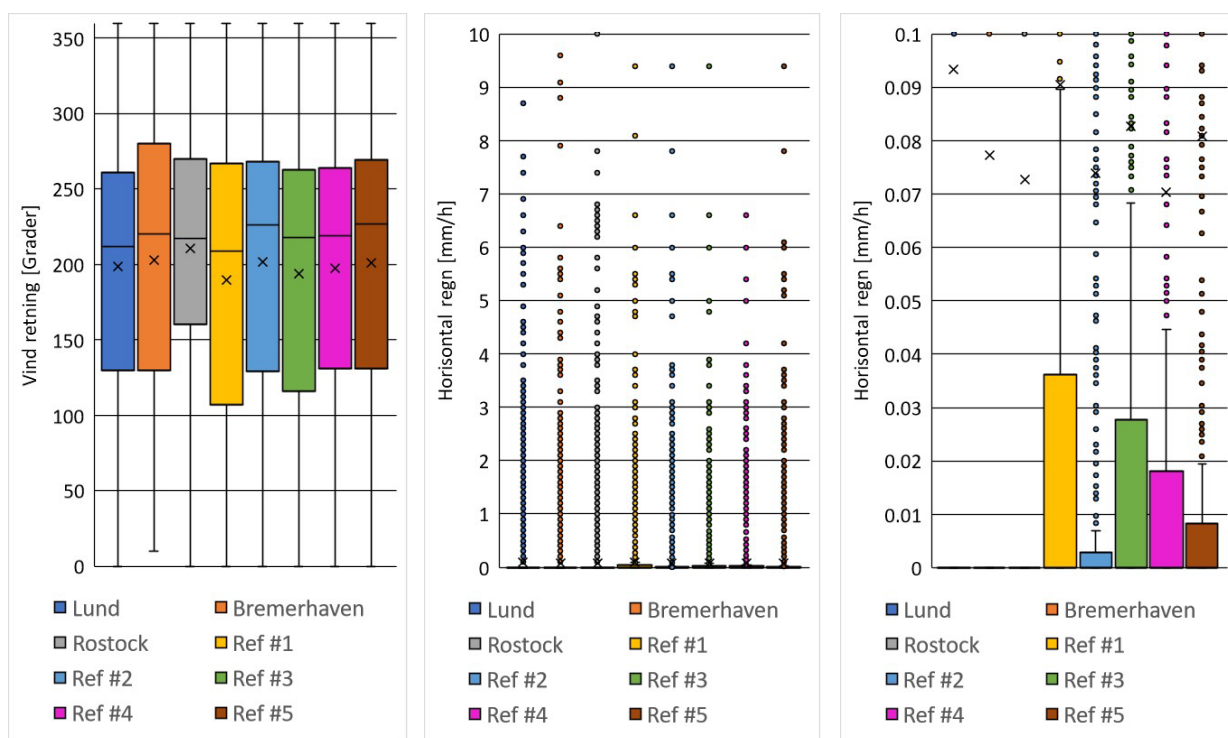 350
300
250
200
150
100
50
0
Vind retning [Grader]
Lund
Bremerhaven
Rostock
Ref #1
Ref #2
Ref #3
Ref #4
Ref #5
10
9
8
7
6
5
4
3
2
1
0
Horisontal regn [mm/h]
Lund
Bremerhaven
Rostock
Ref #1
Ref #2
Ref #3
Ref #4
Ref #5
0.1
0.09
0.08
0.07
0.06
0.05
0.04
0.03
0.02
0.01
0
Horisontal regn [mm/h]
Lund
Bremerhaven
Rostock
Ref #1
Ref #2
Ref #3
Ref #4
Ref #5